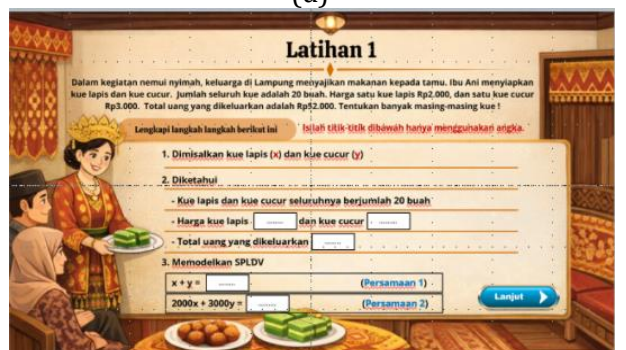 (a)
Latihan 1
Dalam kegiatan nemui nyimah, keluarga di Lampung menyajikan makanan kepada tamu. Ibu Ani menyiapkan
kue lapis dan kue cucur. Jumlah seluruh kue adalah 20 buah. Harga satu kue lapis Rp2.000, dan satu kue cucur
Rp3.000. Total uang yang dikeluarkan adalah Rp52.000. Tentukan banyak masing-masing kue !
Lengkapi langkah langkah berikut ini
Isilah titik-titik dibawah hanya menggunakan angka.
1. Dimisalkan kue lapis (x) dan kue cucur (y)
2. Diketahui
- Kue lapis dan kue cucur seluruhnya berjumlah 20 buah
- Harga kue lapis ........ dan kue cucur ........
- Total uang yang dikeluarkan ........
3. Memodelkan SPLDV
x + y = ........ (Persamaan 1)
2000x + 3000y = ........ (Persamaan 2)
Lanjut